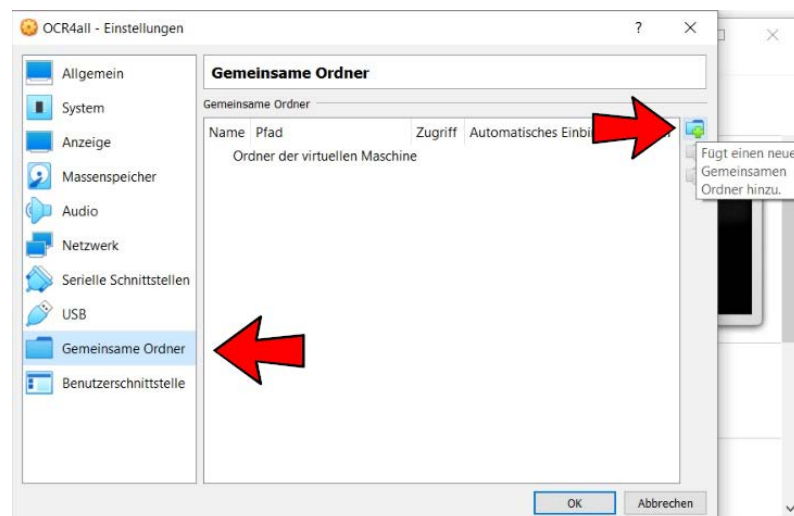 OCR4all - Einstellungen
?
Allgemein
System
Anzeige
Massenspeicher
Audio
Netzwerk
Serielle Schnittstellen
USB
Gemeinsame Ordner
Benutzerschnittstelle
Gemeinsame Ordner
Gemeinsame Ordner
Name Pfad Zugriff Automatisches
Ordner der virtuellen Maschine
Fügt einen neue
Gemeinsamen
Ordner hinzu.
OK Abbrechen